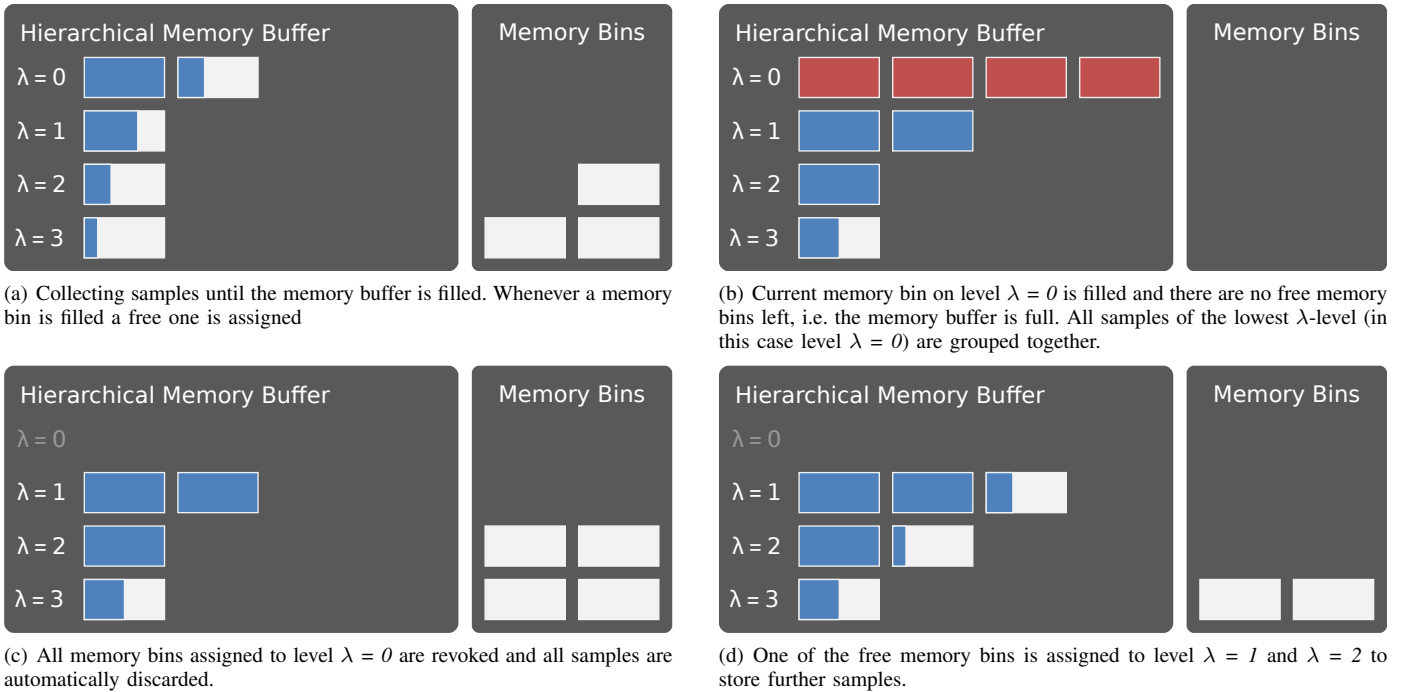 Hierarchical Memory Buffer
Memory Bins
λ = 0
λ = 1
λ = 2
λ = 3
(a) Collecting samples until the memory buffer is filled. Whenever a memory
bin is filled a free one is assigned
Hierarchical Memory Buffer
Memory Bins
λ = 0
λ = 1
λ = 2
λ = 3
(b) Current memory bin on level λ = 0 is filled and there are no free memory
bins left, i.e. the memory buffer is full. All samples of the lowest λ-level (in
this case level λ = 0) are grouped together.
Hierarchical Memory Buffer
Memory Bins
λ = 0
λ = 1
λ = 2
λ = 3
(c) All memory bins assigned to level λ = 0 are revoked and all samples are
automatically discarded.
Hierarchical Memory Buffer
Memory Bins
λ = 0
λ = 1
λ = 2
λ = 3
(d) One of the free memory bins is assigned to level λ = 1 and λ = 2 to
store further samples.